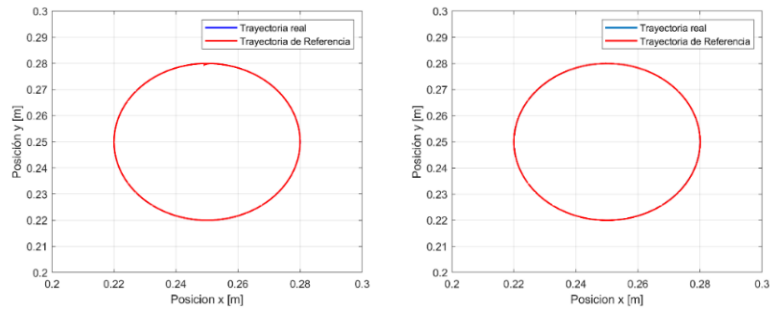 0.3
0.29
0.28
0.27
0.26
0.25
0.24
0.23
0.22
0.21
0.2
Posición y [m]
Trayectoria real
Trayectoria de Referencia
0.2 0.22 0.24 0.26 0.28 0.3
Posicion x [m]
0.3
0.29
0.28
0.27
0.26
0.25
0.24
0.23
0.22
0.21
0.2
Posición y [m]
Trayectoria real
Trayectoria de Referencia
0.2 0.22 0.24 0.26 0.28 0.3
Posicion x [m]